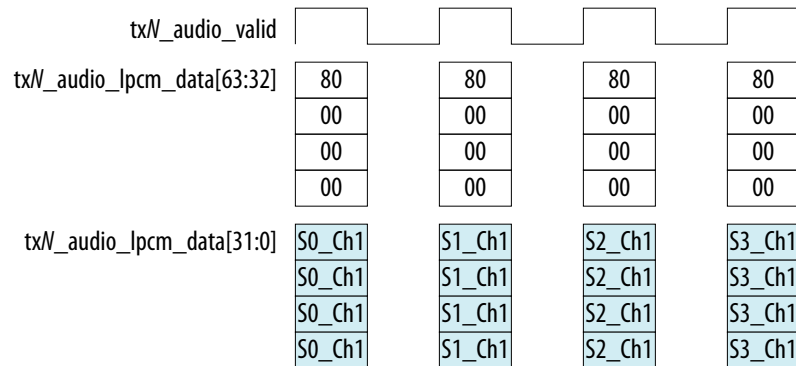 txN_audio_valid
txN_audio_lpcm_data[63:32] 80 80 80 80
00 00 00 00
00 00 00 00
00 00 00 00
txN_audio_lpcm_data[31:0] S0_Ch1 S1_Ch1 S2_Ch1 S3_Ch1
S0_Ch1 S1_Ch1 S2_Ch1 S3_Ch1
S0_Ch1 S1_Ch1 S2_Ch1 S3_Ch1
S0_Ch1 S1_Ch1 S2_Ch1 S3_Ch1